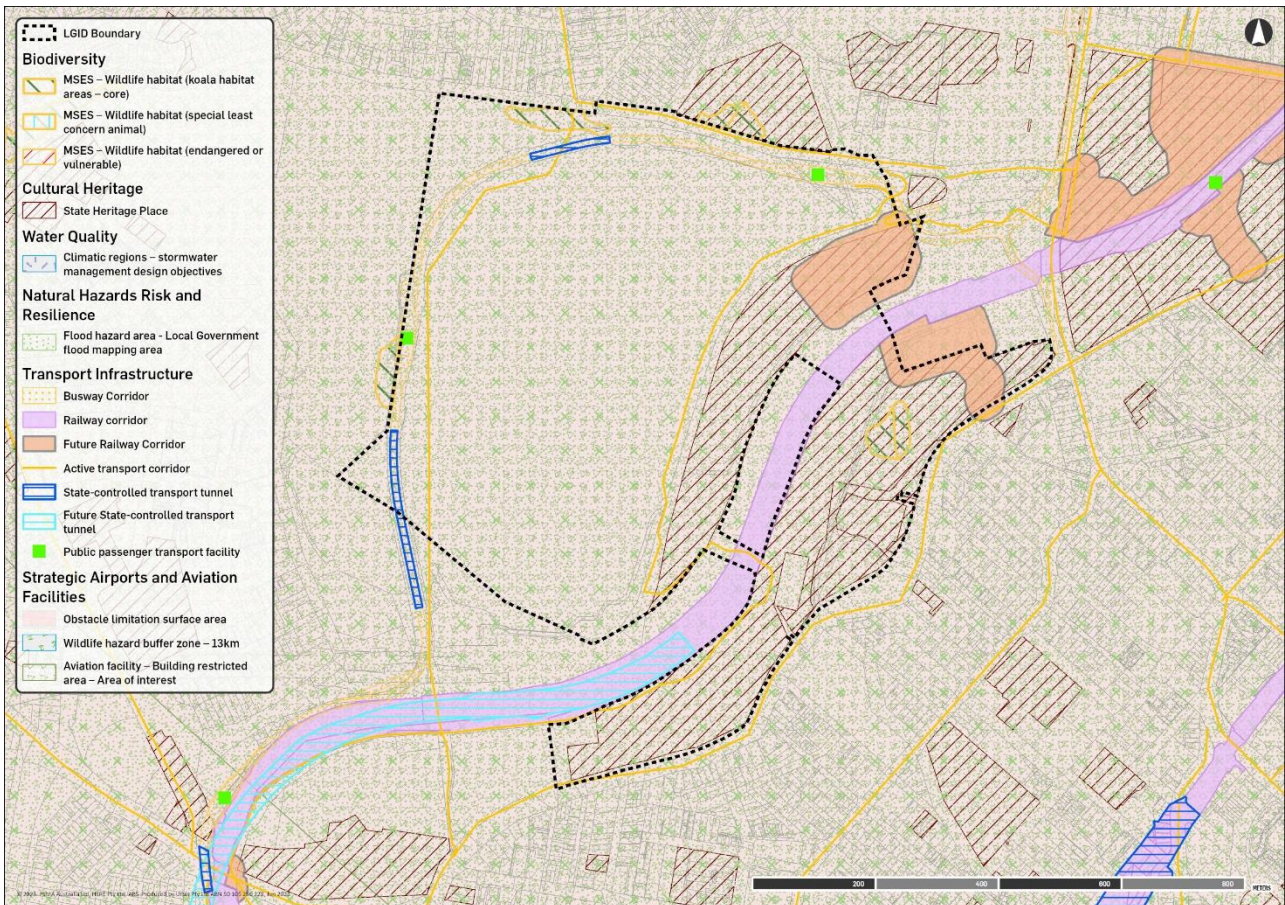 LGID Boundary
Biodiversity
MSES – Wildlife habitat (koala habitat
areas – core)
MSES – Wildlife habitat (special least
concern animal)
MSES – Wildlife habitat (endangered or
vulnerable)
Cultural Heritage
State Heritage Place
Water Quality
Climatic regions – stormwater
management design objectives
Natural Hazards Risk and
Resilience
Flood hazard area - Local Government
flood mapping area
Transport Infrastructure
Busway Corridor
Railway corridor
Future Railway Corridor
Active transport corridor
State-controlled transport tunnel
Future State-controlled transport
tunnel
Public passenger transport facility
Strategic Airports and Aviation
Facilities
Obstacle limitation surface area
Wildlife hazard buffer zone – 13km
Aviation facility – Building restricted
area – Area of interest
200 400 600 800
METERS